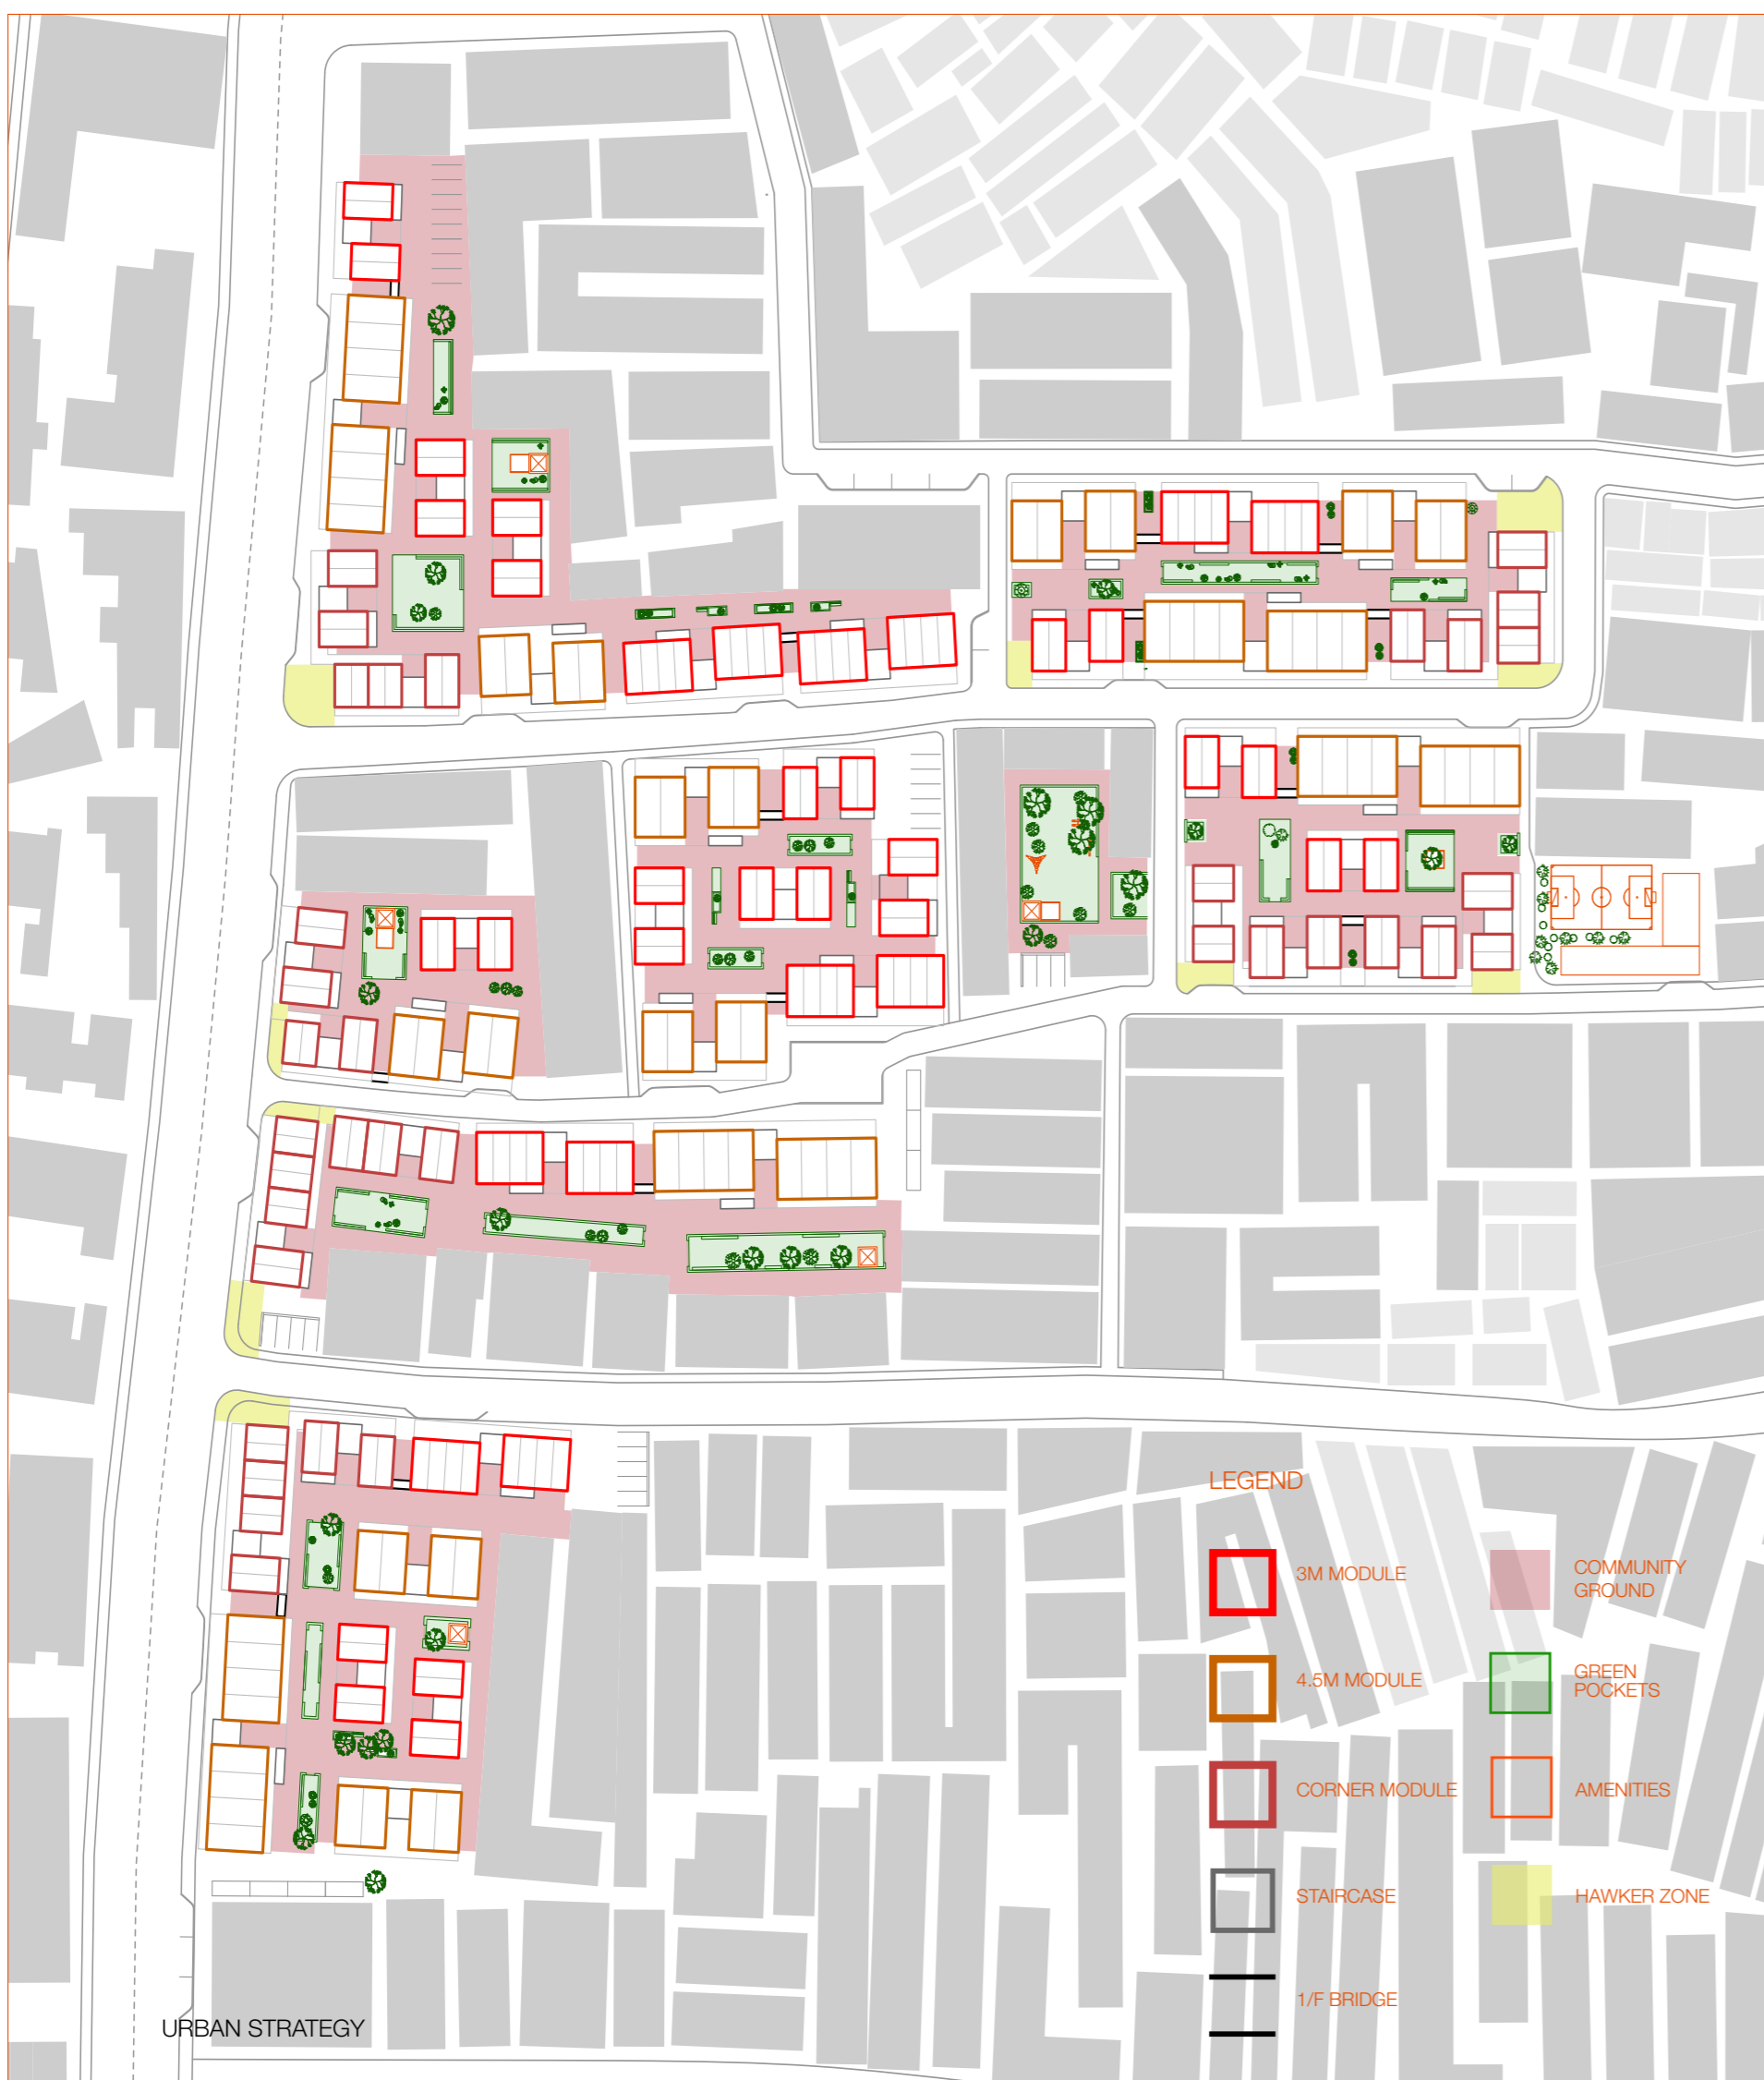 LEGEND
3M MODULE
COMMUNITY
GROUND
4.5M MODULE
GREEN
POCKETS
CORNER MODULE
AMENITIES
STAIRCASE
HAWKER ZONE
1/F BRIDGE
URBAN STRATEGY